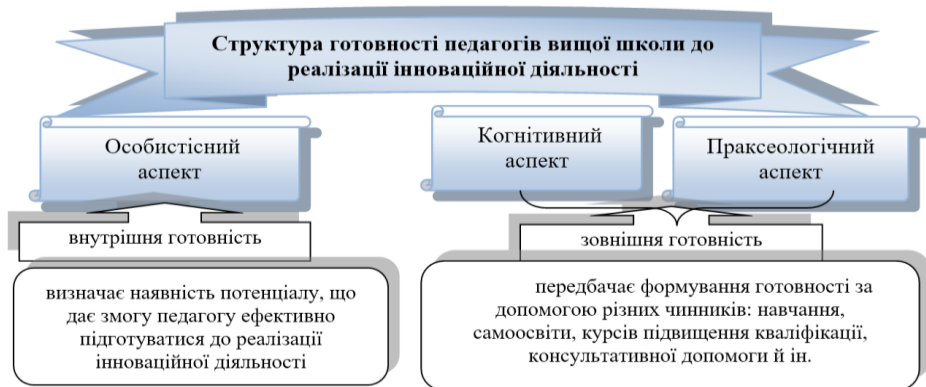 Структура готовності педагогів вищої школи до
реалізації інноваційної діяльності
Особистісний
аспект
Когнітивний
аспект
Праксеологічний
аспект
внутрішня готовність
зовнішня готовність
визначає наявність потенціалу, що
дає змогу педагогу ефективно
підготуватися до реалізації
інноваційної діяльності
передбачає формування готовності за
допомогою різних чинників: навчання,
самоосвіти, курсів підвищення кваліфікації,
консультативної допомоги й ін.